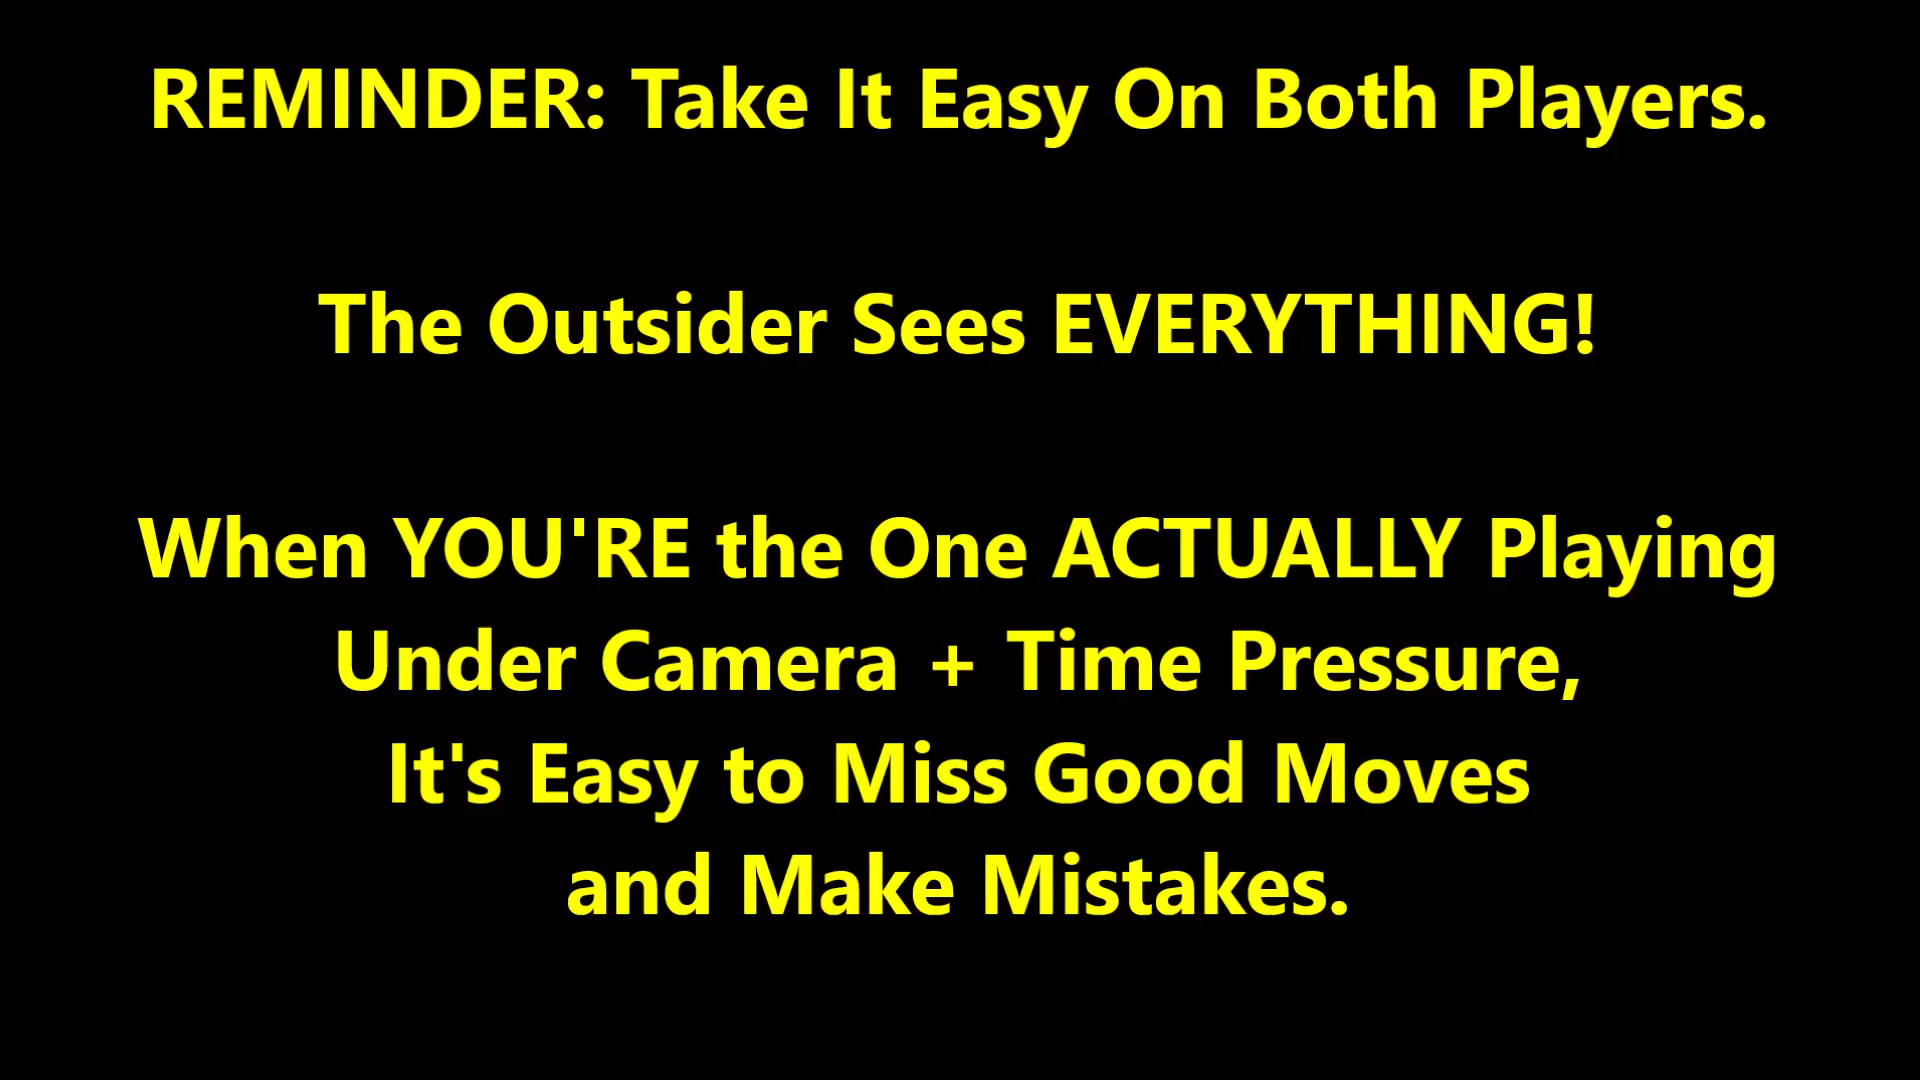 REMINDER: Take It Easy On Both Players.
The Outsider Sees EVERYTHING!
When YOU'RE the One ACTUALLY Playing
Under Camera + Time Pressure,
It's Easy to Miss Good Moves
and Make Mistakes.